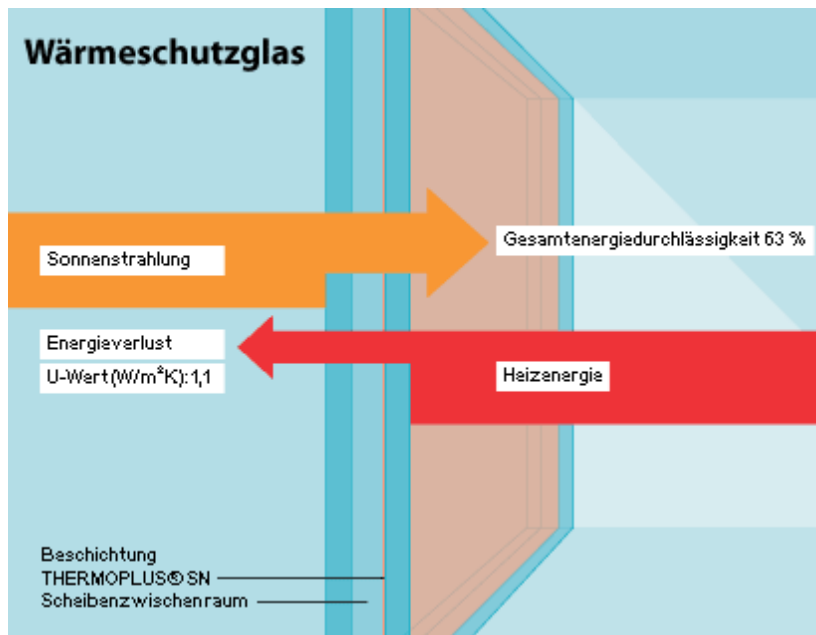 Wärmeschutzglas
Sonnenstrahlung
Gesamtenergiedurchlässigkeit 63 %
Energieverlust
U-Wert(W/m²K):1,1
Heizenergie
Beschichtung
THERMOPLUS® SN
Scheibenzwischenraum